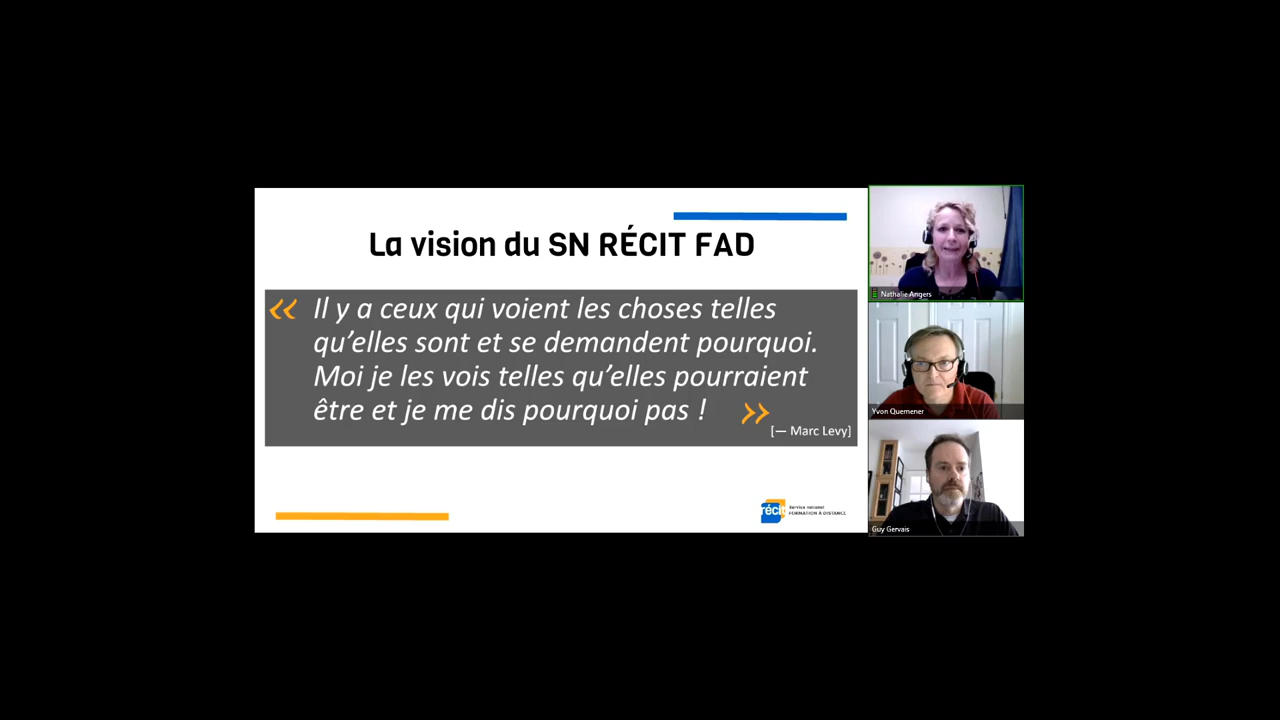 La vision du SN RÉCIT FAD
« Il y a ceux qui voient les choses telles
qu’elles sont et se demandent pourquoi.
Moi je les vois telles qu’elles pourraient
être et je me dis pourquoi pas ! »
[— Marc Levy]
récit
Service national
FORMATION À DISTANCE
Nathalie Angers
Yvon Quemener
Guy Gervais